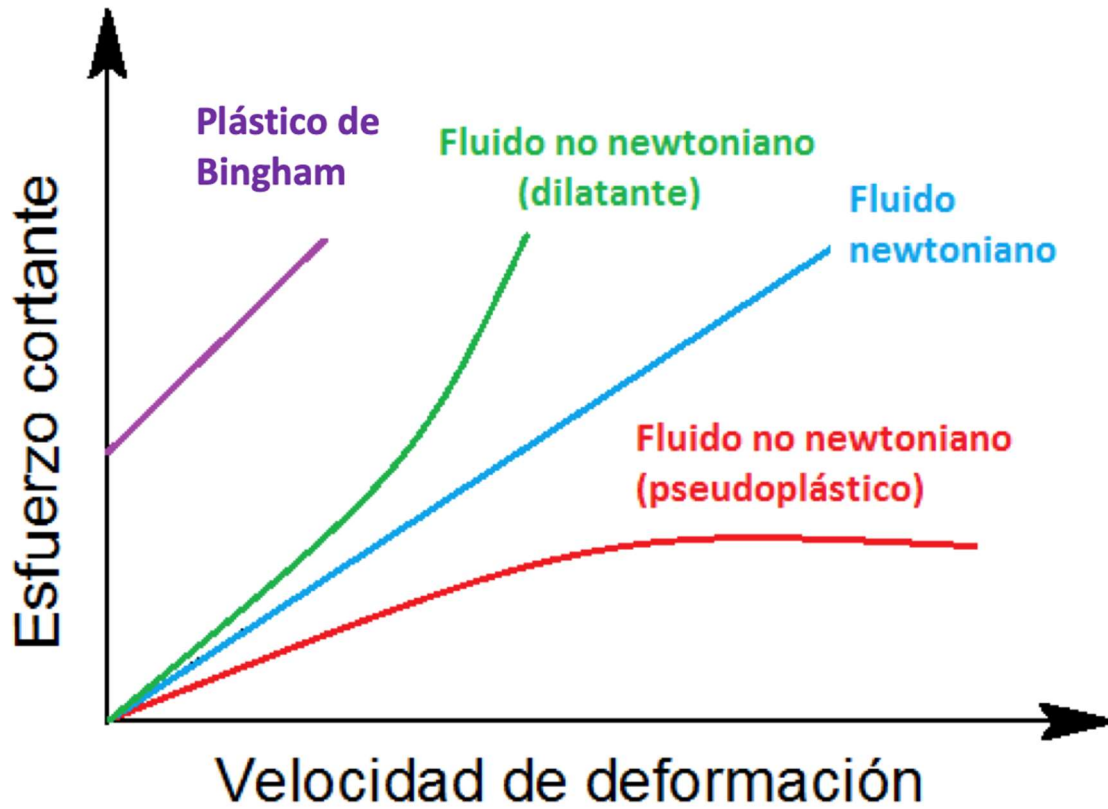 Plástico de
Bingham
Fluido no newtoniano
(dilatante)
Fluido
newtoniano
Fluido no newtoniano
(pseudoplástico)
Esfuerzo cortante
Velocidad de deformación